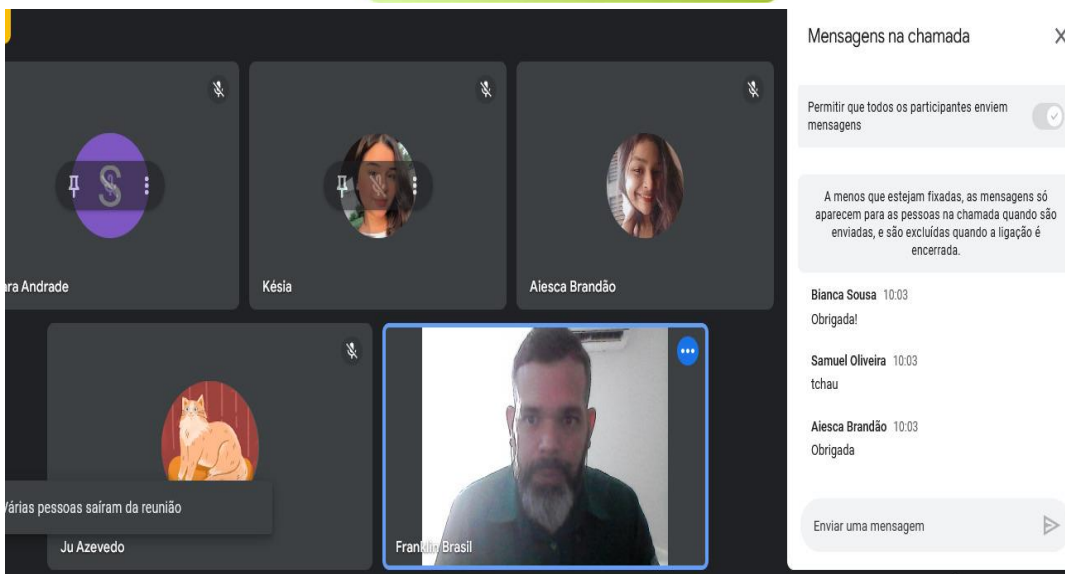 Mensagens na chamada
Permitir que todos os participantes enviem
mensagens
A menos que estejam fixadas, as mensagens só
aparecem para as pessoas na chamada quando são
enviadas, e são excluídas quando a ligação é
encerrada.
Bianca Sousa 10:03
Obrigada!
Samuel Oliveira 10:03
tchau
Aiesca Brandão 10:03
Obrigada
Enviar uma mensagem
S
ara Andrade
Késia
Aiesca Brandão
Várias pessoas saíram da reunião
Ju Azevedo
Franklin Brasil